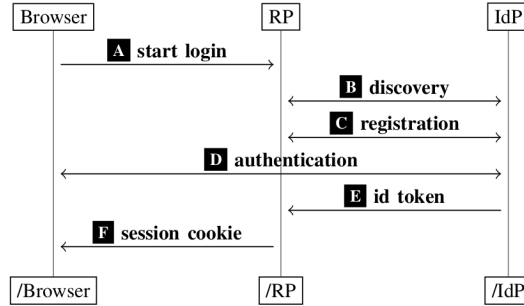 Browser RP IdP
A start login
B discovery
C registration
D authentication
E id token
F session cookie
/Browser /RP /IdP